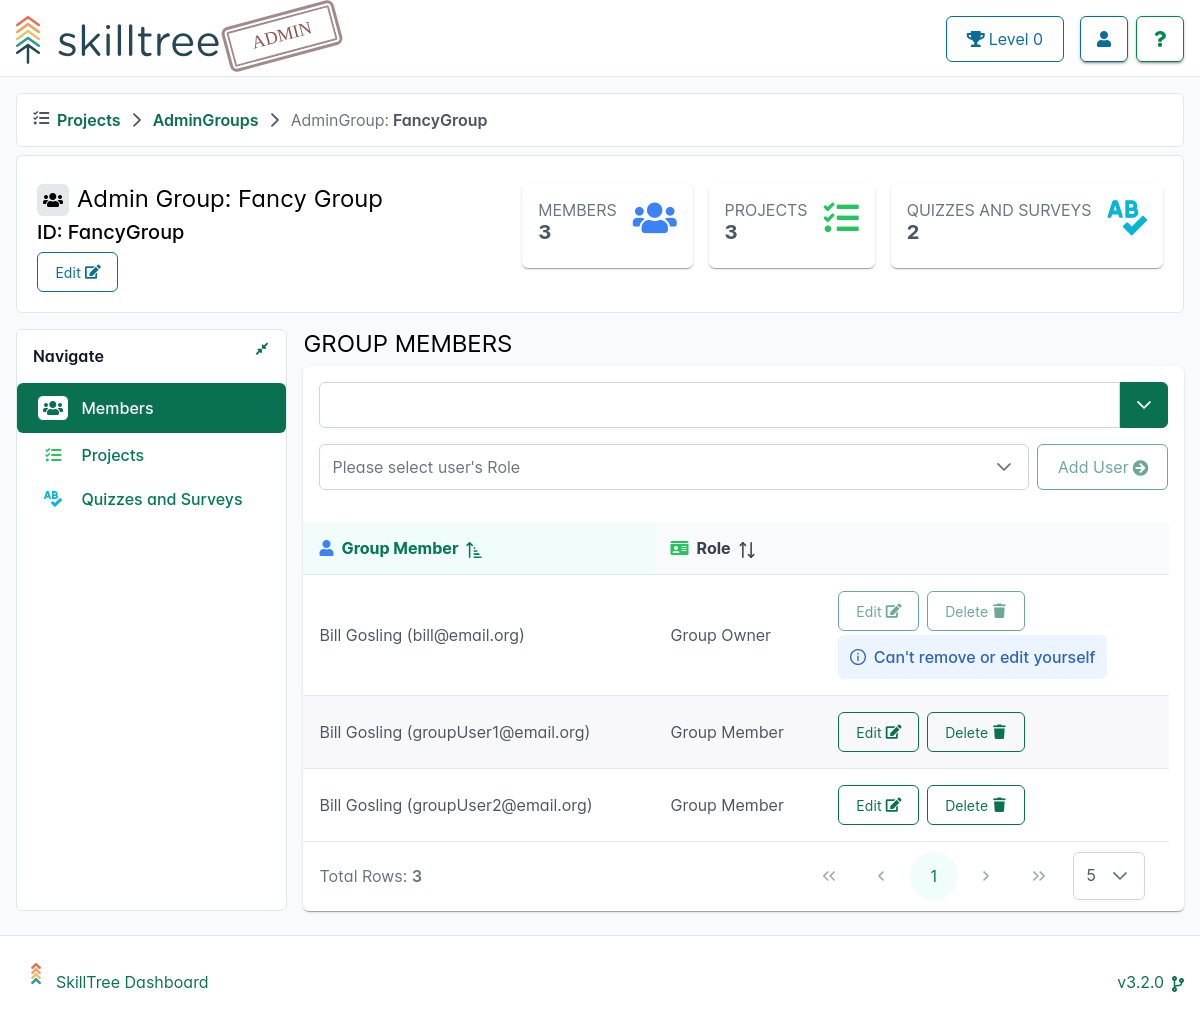 skilltree
ADMIN
Level 0
?
Projects > AdminGroups > AdminGroup: FancyGroup
Admin Group: Fancy Group
ID: FancyGroup
Edit
MEMBERS
3
PROJECTS
3
QUIZZES AND SURVEYS
2
AB
Navigate
Members
Projects
AB
Quizzes and Surveys
GROUP MEMBERS
Please select user's Role
Add User
Group Member
Role
Bill Gosling (bill@email.org)
Group Owner
Edit
Delete
Can't remove or edit yourself
Bill Gosling (groupUser1@email.org)
Group Member
Edit
Delete
Bill Gosling (groupUser2@email.org)
Group Member
Edit
Delete
Total Rows: 3
1
5
SkillTree Dashboard
v3.2.0